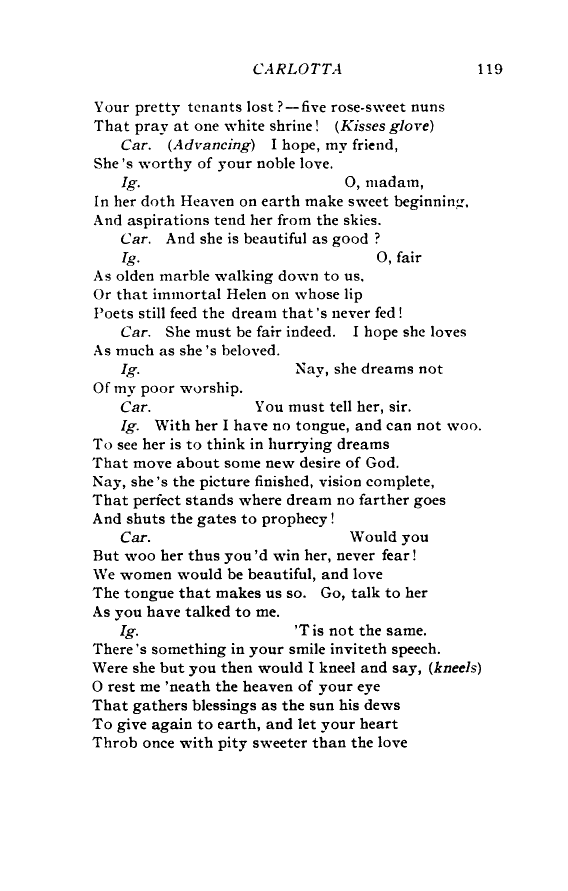 CARLOTTA 119
Your pretty tenants lost?—five rose-sweet nuns
That pray at one white shrine! (Kisses glove)
Car. (Advancing) I hope, my friend,
She's worthy of your noble love.
Ig. O, madam,
In her doth Heaven on earth make sweet beginning,
And aspirations tend her from the skies.
Car. And she is beautiful as good ?
Ig. O, fair
As olden marble walking down to us,
Or that immortal Helen on whose lip
Poets still feed the dream that's never fed!
Car. She must be fair indeed. I hope she loves
As much as she's beloved.
Ig. Nay, she dreams not
Of my poor worship.
Car. You must tell her, sir.
Ig. With her I have no tongue, and can not woo.
To see her is to think in hurrying dreams
That move about some new desire of God.
Nay, she's the picture finished, vision complete,
That perfect stands where dream no farther goes
And shuts the gates to prophecy!
Car. Would you
But woo her thus you'd win her, never fear!
We women would be beautiful, and love
The tongue that makes us so. Go, talk to her
As you have talked to me.
Ig. 'Tis not the same.
There's something in your smile inviteth speech.
Were she but you then would I kneel and say, (kneels)
O rest me 'neath the heaven of your eye
That gathers blessings as the sun his dews
To give again to earth, and let your heart
Throb once with pity sweeter than the love